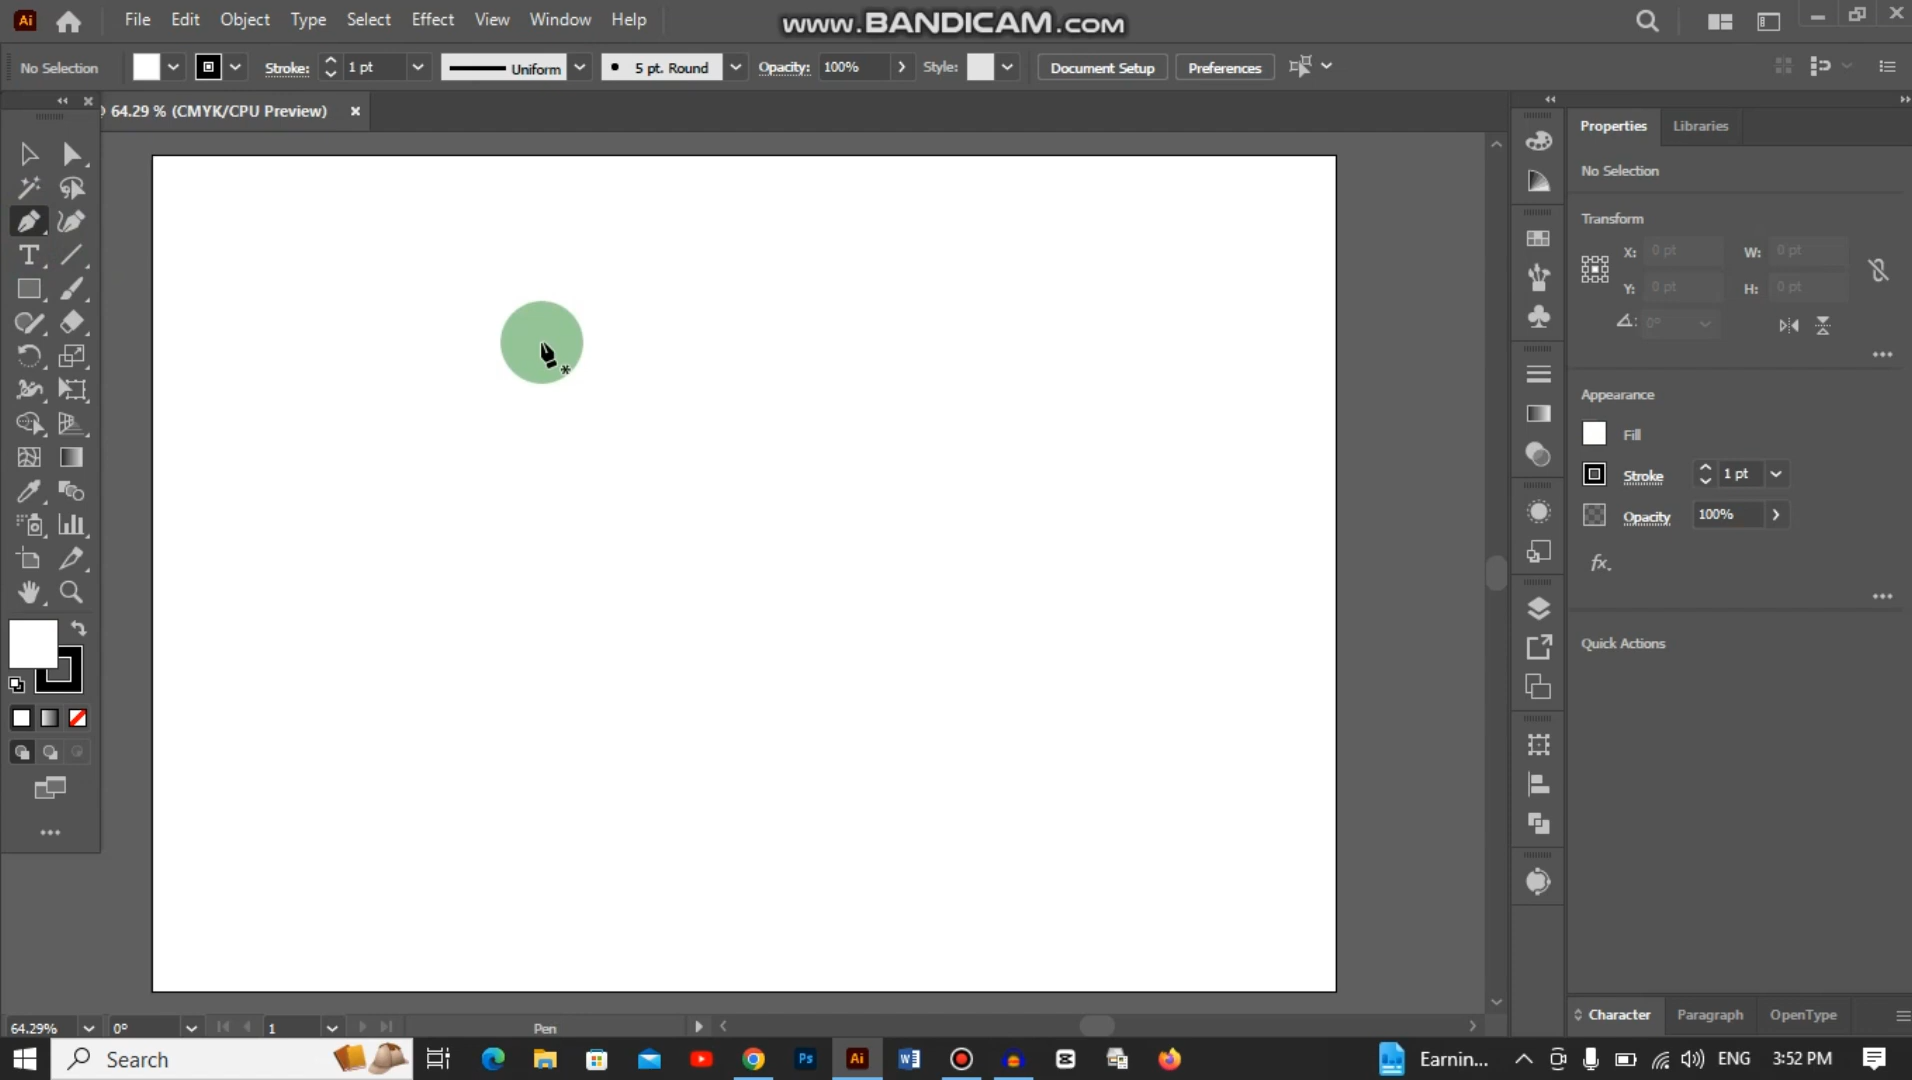 Ai File Edit Object Type Select Effect View Window Help
www.BANDICAM.com
No Selection Stroke: 1 pt Uniform 5 pt. Round Opacity: 100% Style: Document Setup Preferences
64.29 % (CMYK/CPU Preview)
Properties Libraries
No Selection
Transform
X: 0 pt W: 0 pt
Y: 0 pt H: 0 pt
0°
Appearance
Fill
Stroke 1 pt
Opacity 100%
fx.
Quick Actions
Character Paragraph OpenType
64.29% 0° 1 Pen
Search Ps Ai Earnin... ENG 3:52 PM